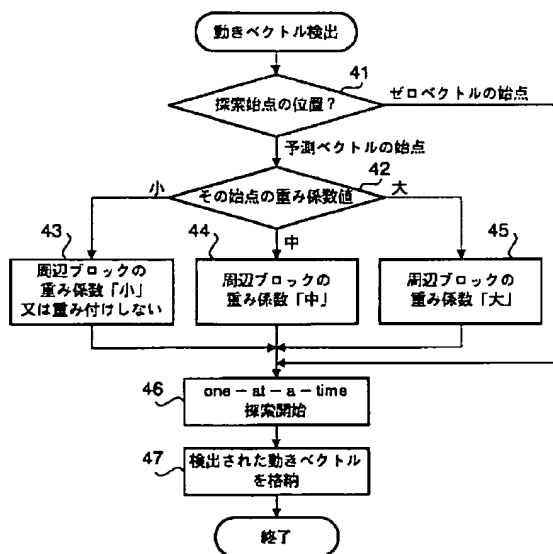 動きベクトル検出
41
探索始点の位置?
ゼロベクトルの始点
予測ベクトルの始点
42
その始点の重み係数値
小
中
大
43
周辺ブロックの
重み係数「小」
又は重み付けしない
44
周辺ブロックの
重み係数「中」
45
周辺ブロックの
重み係数「大」
46
one－at－a－time
探索開始
47
検出された動きベクトル
を格納
終了